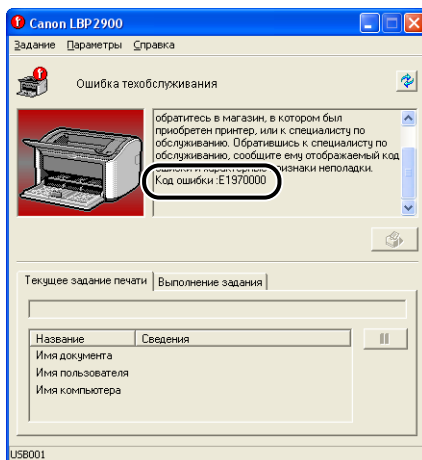 Canon LBP2900
Задание Параметры Справка
Ошибка техобслуживания
обратитесь в магазин, в котором был
приобретен принтер, или к специалисту по
обслуживанию. Обратившись к специалисту по
обслуживанию, сообщите ему отображаемый код
ошибки и характерные признаки неполадки.
Код ошибки :E1970000
Текущее задание печати Выполнение задания
Название Сведения
Имя документа
Имя пользователя
Имя компьютера
USB001